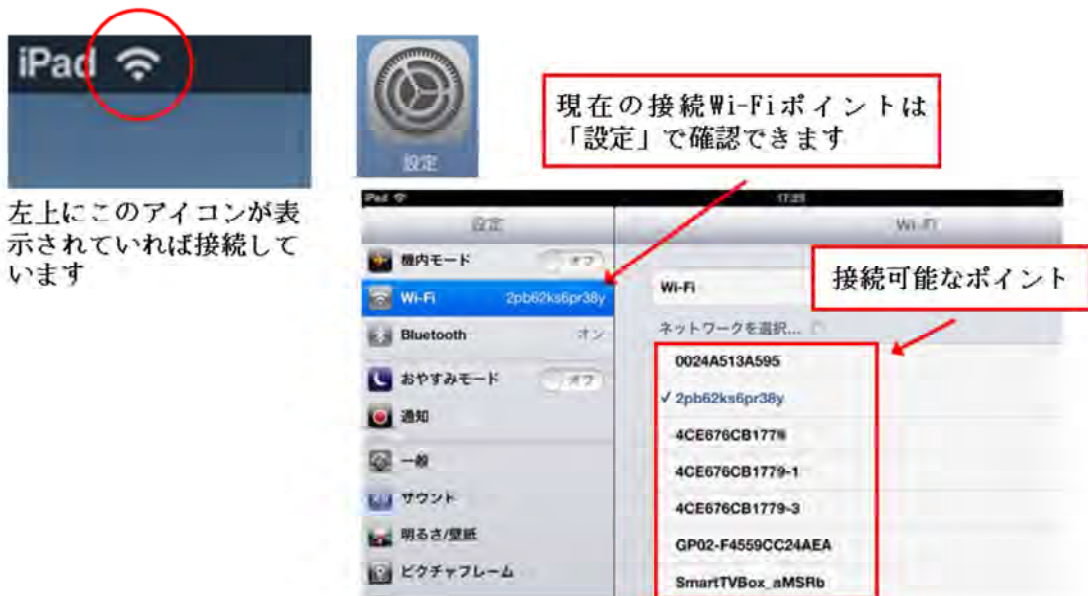 iPad
左上にこのアイコンが表
示されていれば接続して
います
設定
現在の接続Wi-Fiポイントは
「設定」で確認できます
iPad
17:25
設定
Wi-Fi
機内モード
オフ
Wi-Fi
2pb62ks6pr38y
Bluetooth
オン
おやすみモード
オフ
通知
一般
サウンド
明るさ/壁紙
ピクチャフレーム
接続可能なポイント
Wi-Fi
ネットワークを選択...
0024A513A595
✓ 2pb62ks6pr38y
4CE676CB1779-1
4CE676CB1779-3
GP02-F4559CC24AEA
SmartTVBox_aMSRb